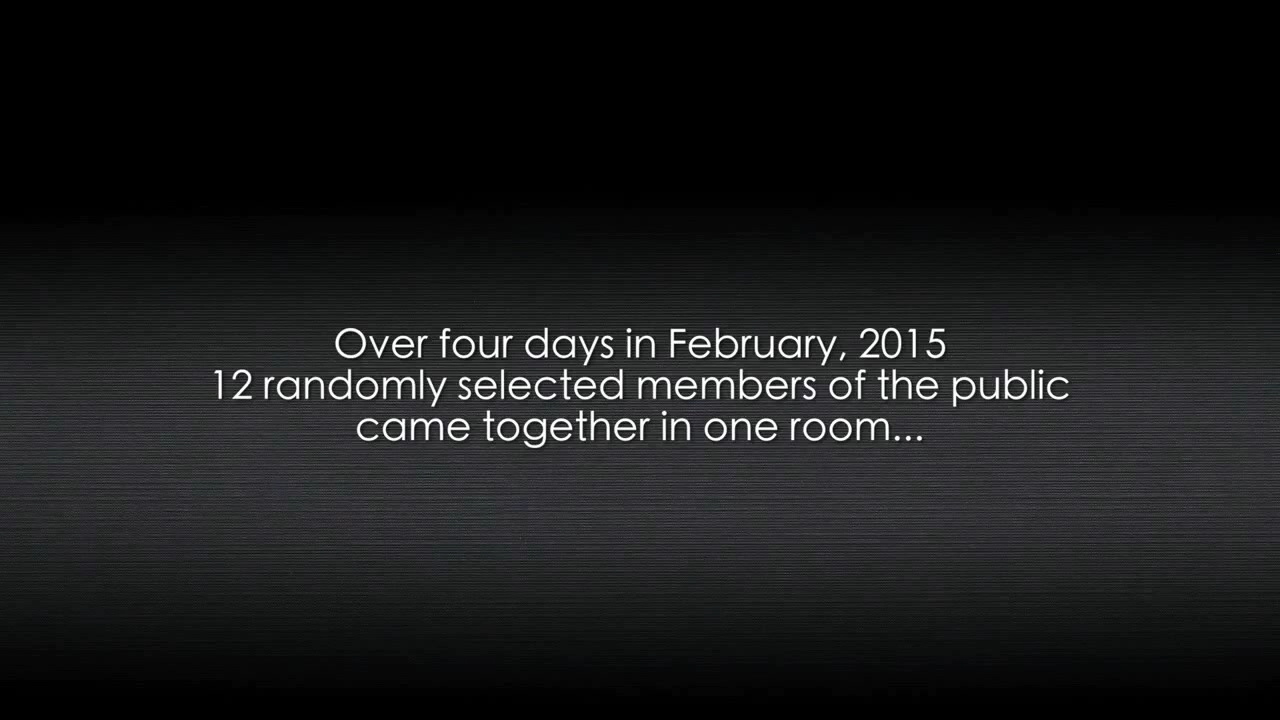 Over four days in February, 2015
12 randomly selected members of the public
came together in one room...